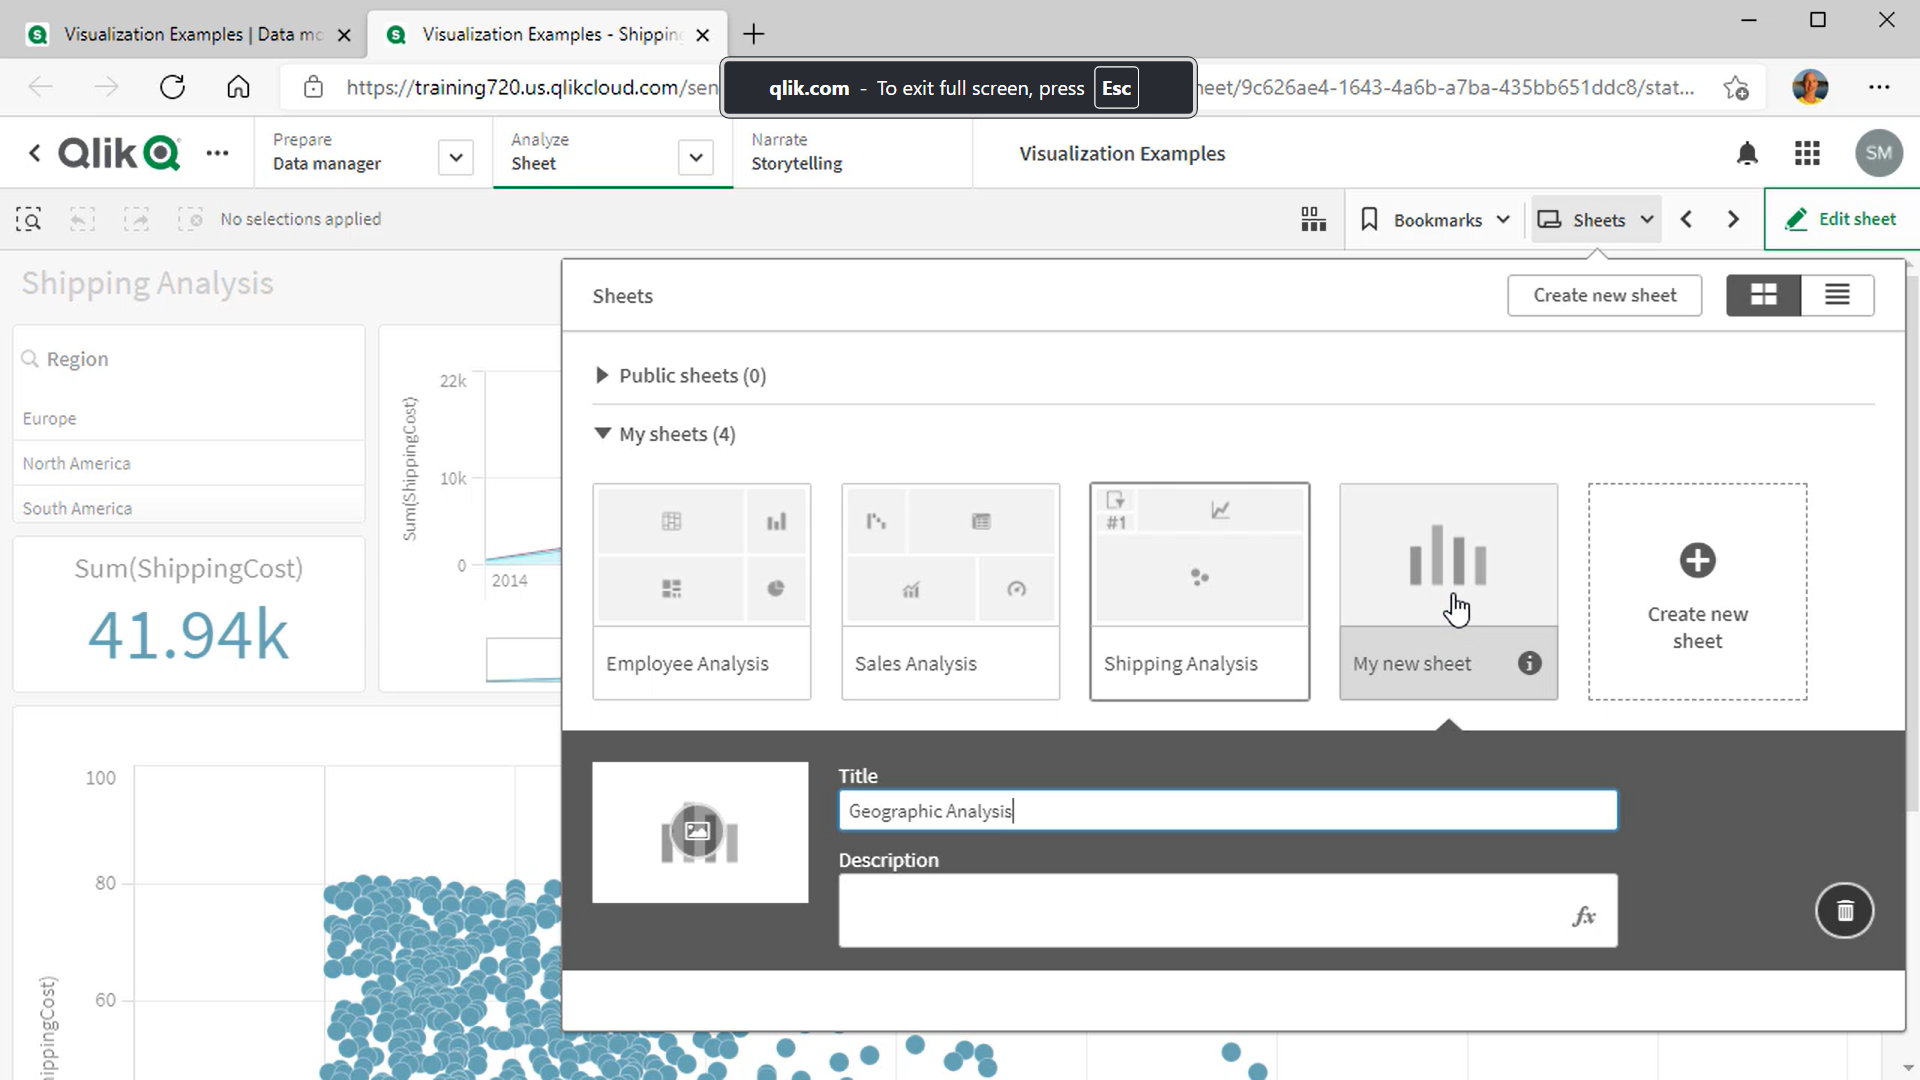 Visualization Examples | Data mo
Visualization Examples - Shipping
https://training720.us.qlikcloud.com/sen
qlik.com - To exit full screen, press Esc
eet/9c626ae4-1643-4a6b-a7ba-435bb651ddc8/stat...
Qlik
Prepare
Data manager
Analyze
Sheet
Narrate
Storytelling
Visualization Examples
SM
No selections applied
Bookmarks
Sheets
Edit sheet
Shipping Analysis
Region
Europe
North America
South America
Sum(ShippingCost)
41.94k
Sum(ShippingCost)
22k
10k
0
2014
100
80
60
hippingCost)
Sheets
Create new sheet
Public sheets (0)
My sheets (4)
#1
Employee Analysis
Sales Analysis
Shipping Analysis
My new sheet
Create new
sheet
Title
Geographic Analysis
Description
fx